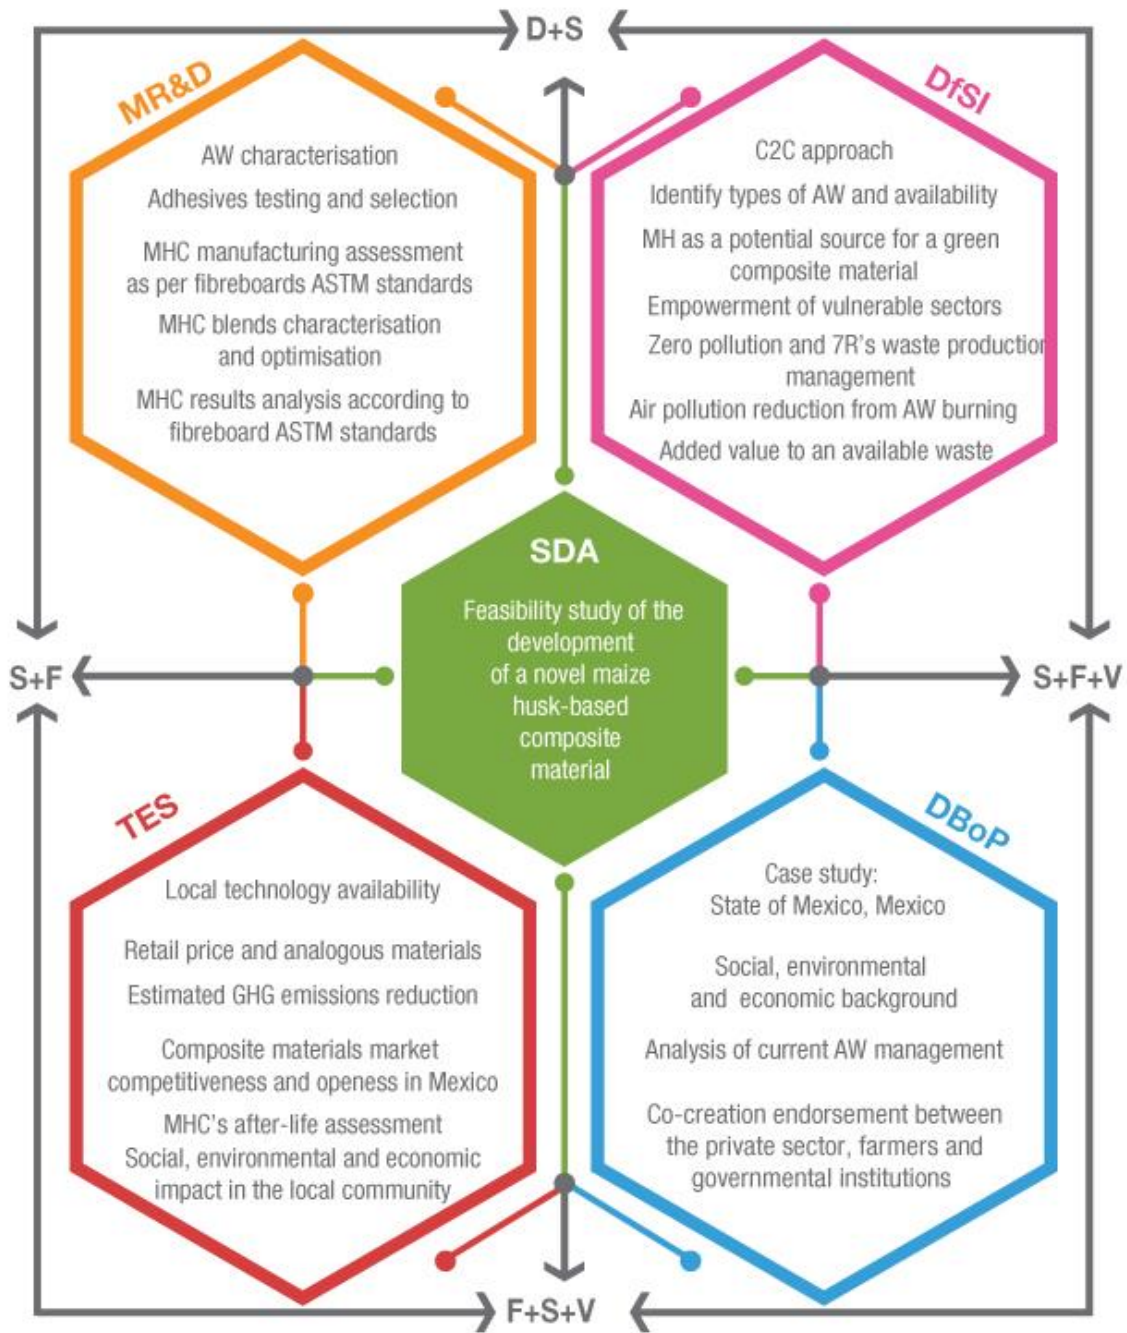 D+S
MR&D
AW characterisation
Adhesives testing and selection
MHC manufacturing assessment
as per fibreboards ASTM standards
MHC blends characterisation
and optimisation
MHC results analysis according to
fibreboard ASTM standards
DfSI
C2C approach
Identify types of AW and availability
MH as a potential source for a green
composite material
Empowerment of vulnerable sectors
Zero pollution and 7R's waste production
management
Air pollution reduction from AW burning
Added value to an available waste
SDA
Feasibility study of the
development
of a novel maize
husk-based
composite
material
S+F
S+F+V
TES
Local technology availability
Retail price and analogous materials
Estimated GHG emissions reduction
Composite materials market
competitiveness and openess in Mexico
MHC's after-life assessment
Social, environmental and economic
impact in the local community
DBoP
Case study:
State of Mexico, Mexico
Social, environmental
and economic background
Analysis of current AW management
Co-creation endorsement between
the private sector, farmers and
governmental institutions
F+S+V